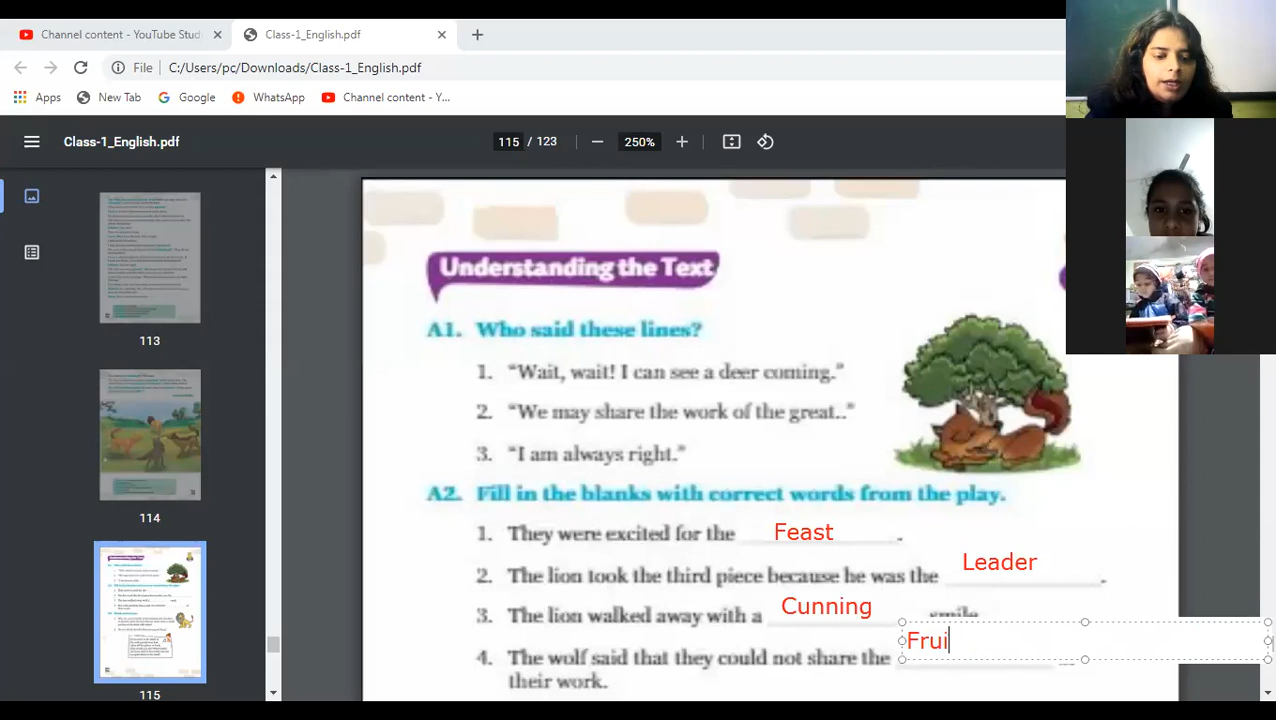 Channel content - YouTube Stud
Class-1_English.pdf
File C:/Users/pc/Downloads/Class-1_English.pdf
Apps New Tab Google WhatsApp Channel content - Y...
Class-1_English.pdf 115 / 123 250%
113
114
115
Understanding the Text
A1. Who said these lines?
1. "Wait, wait! I can see a deer coming."
2. "We may share the work of the great.."
3. "I am always right."
A2. Fill in the blanks with correct words from the play.
1. They were excited for the Feast.
2. The lion took the third piece because he was the Leader.
3. The lion walked away with a Cunning smile
4. The wolf said that they could not share the Frui
their work.